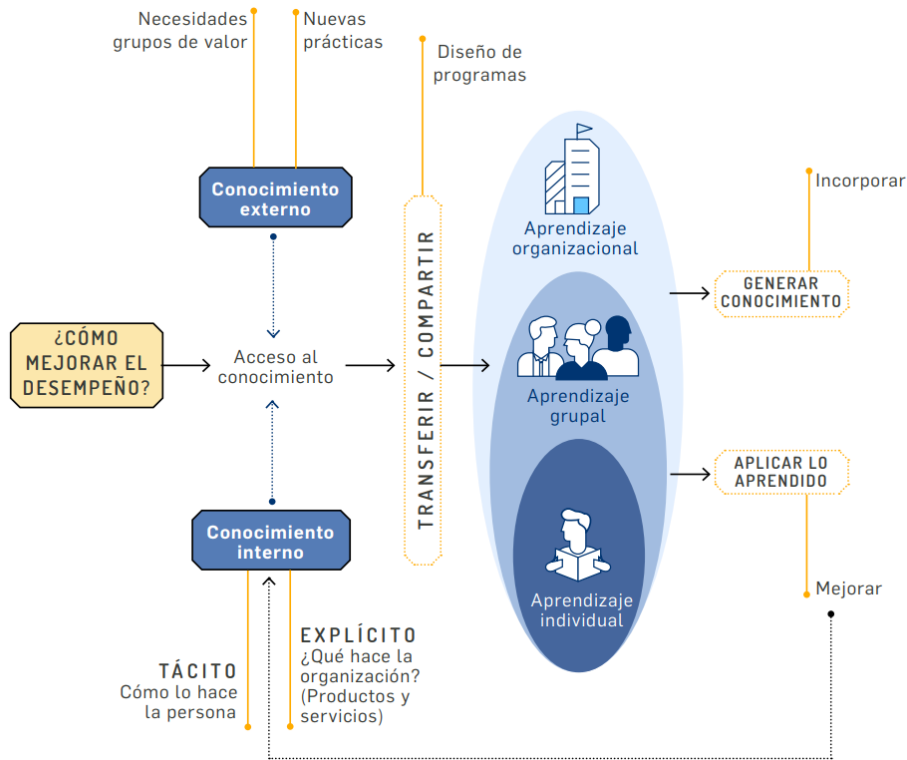 Necesidades
grupos de valor
Nuevas
prácticas
Diseño de
programas
Conocimiento
externo
Aprendizaje
organizacional
Incorporar
GENERAR
CONOCIMIENTO
¿CÓMO
MEJORAR EL
DESEMPEÑO?
Acceso al
conocimiento
TRANSFERIR / COMPARTIR
Aprendizaje
grupal
APLICAR LO
APRENDIDO
Conocimiento
interno
Aprendizaje
individual
Mejorar
TÁCITO
Cómo lo hace
la persona
EXPLÍCITO
¿Qué hace la
organización?
(Productos y
servicios)